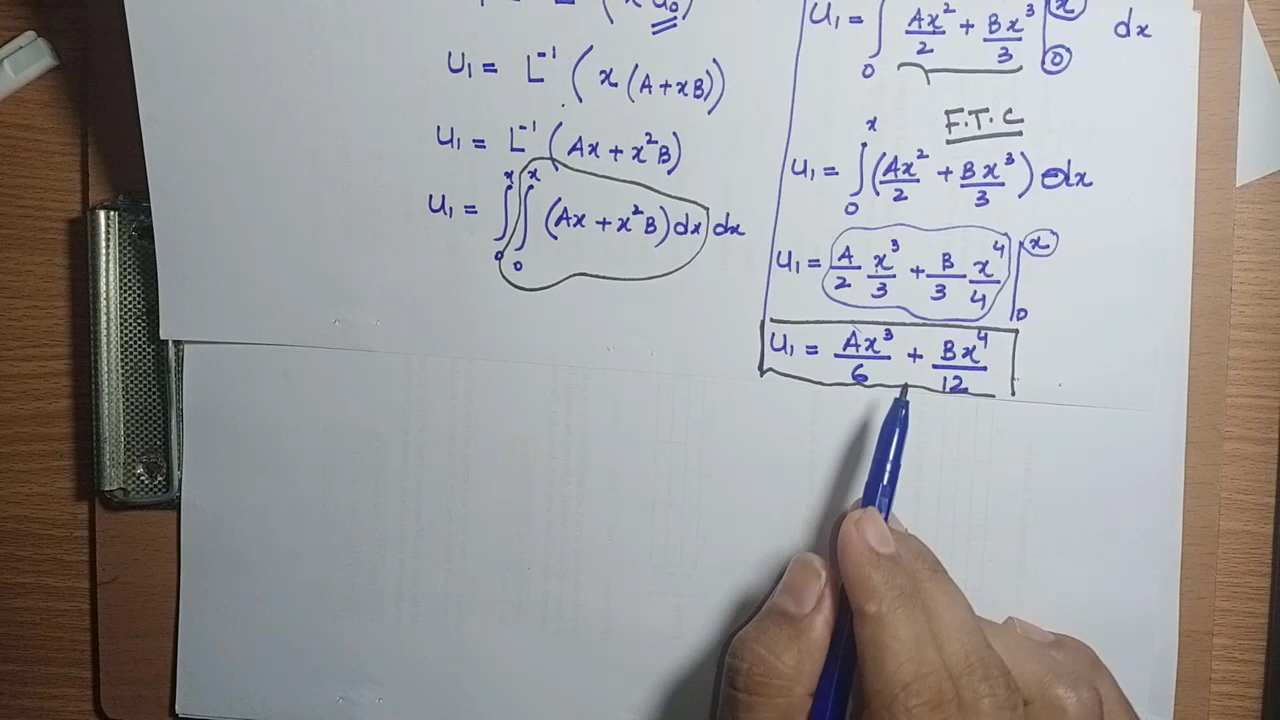 (x u₀)
U₁ = L⁻¹ (x(A+xB))
U₁ = L⁻¹ (Ax + x²B)
U₁ = ∫₀ˣ ∫₀ˣ (Ax + x²B) dx dx
U₁ = ∫₀ Ax²/2 + Bx³/3 |₀ˣ dx
F.T.C
U₁ = ∫₀ˣ (Ax²/2 + Bx³/3) dx
U₁ = A/2 x³/3 + B/3 x⁴/4 |₀ˣ
U₁ = Ax³/6 + Bx⁴/12